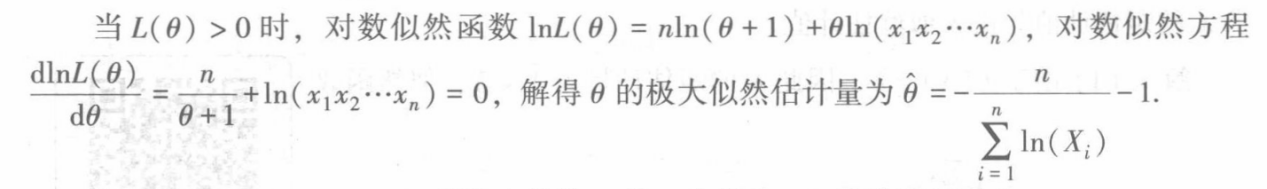 当 L(θ) > 0 时，对数似然函数 lnL(θ) = nln(θ + 1) + θln(x₁x₂⋯xₙ)，对数似然方程
dlnL(θ)/dθ = n/(θ + 1) + ln(x₁x₂⋯xₙ) = 0，解得 θ 的极大似然估计量为 θ̂ = −n/∑ᵢ₌₁ⁿ ln(Xᵢ) − 1.